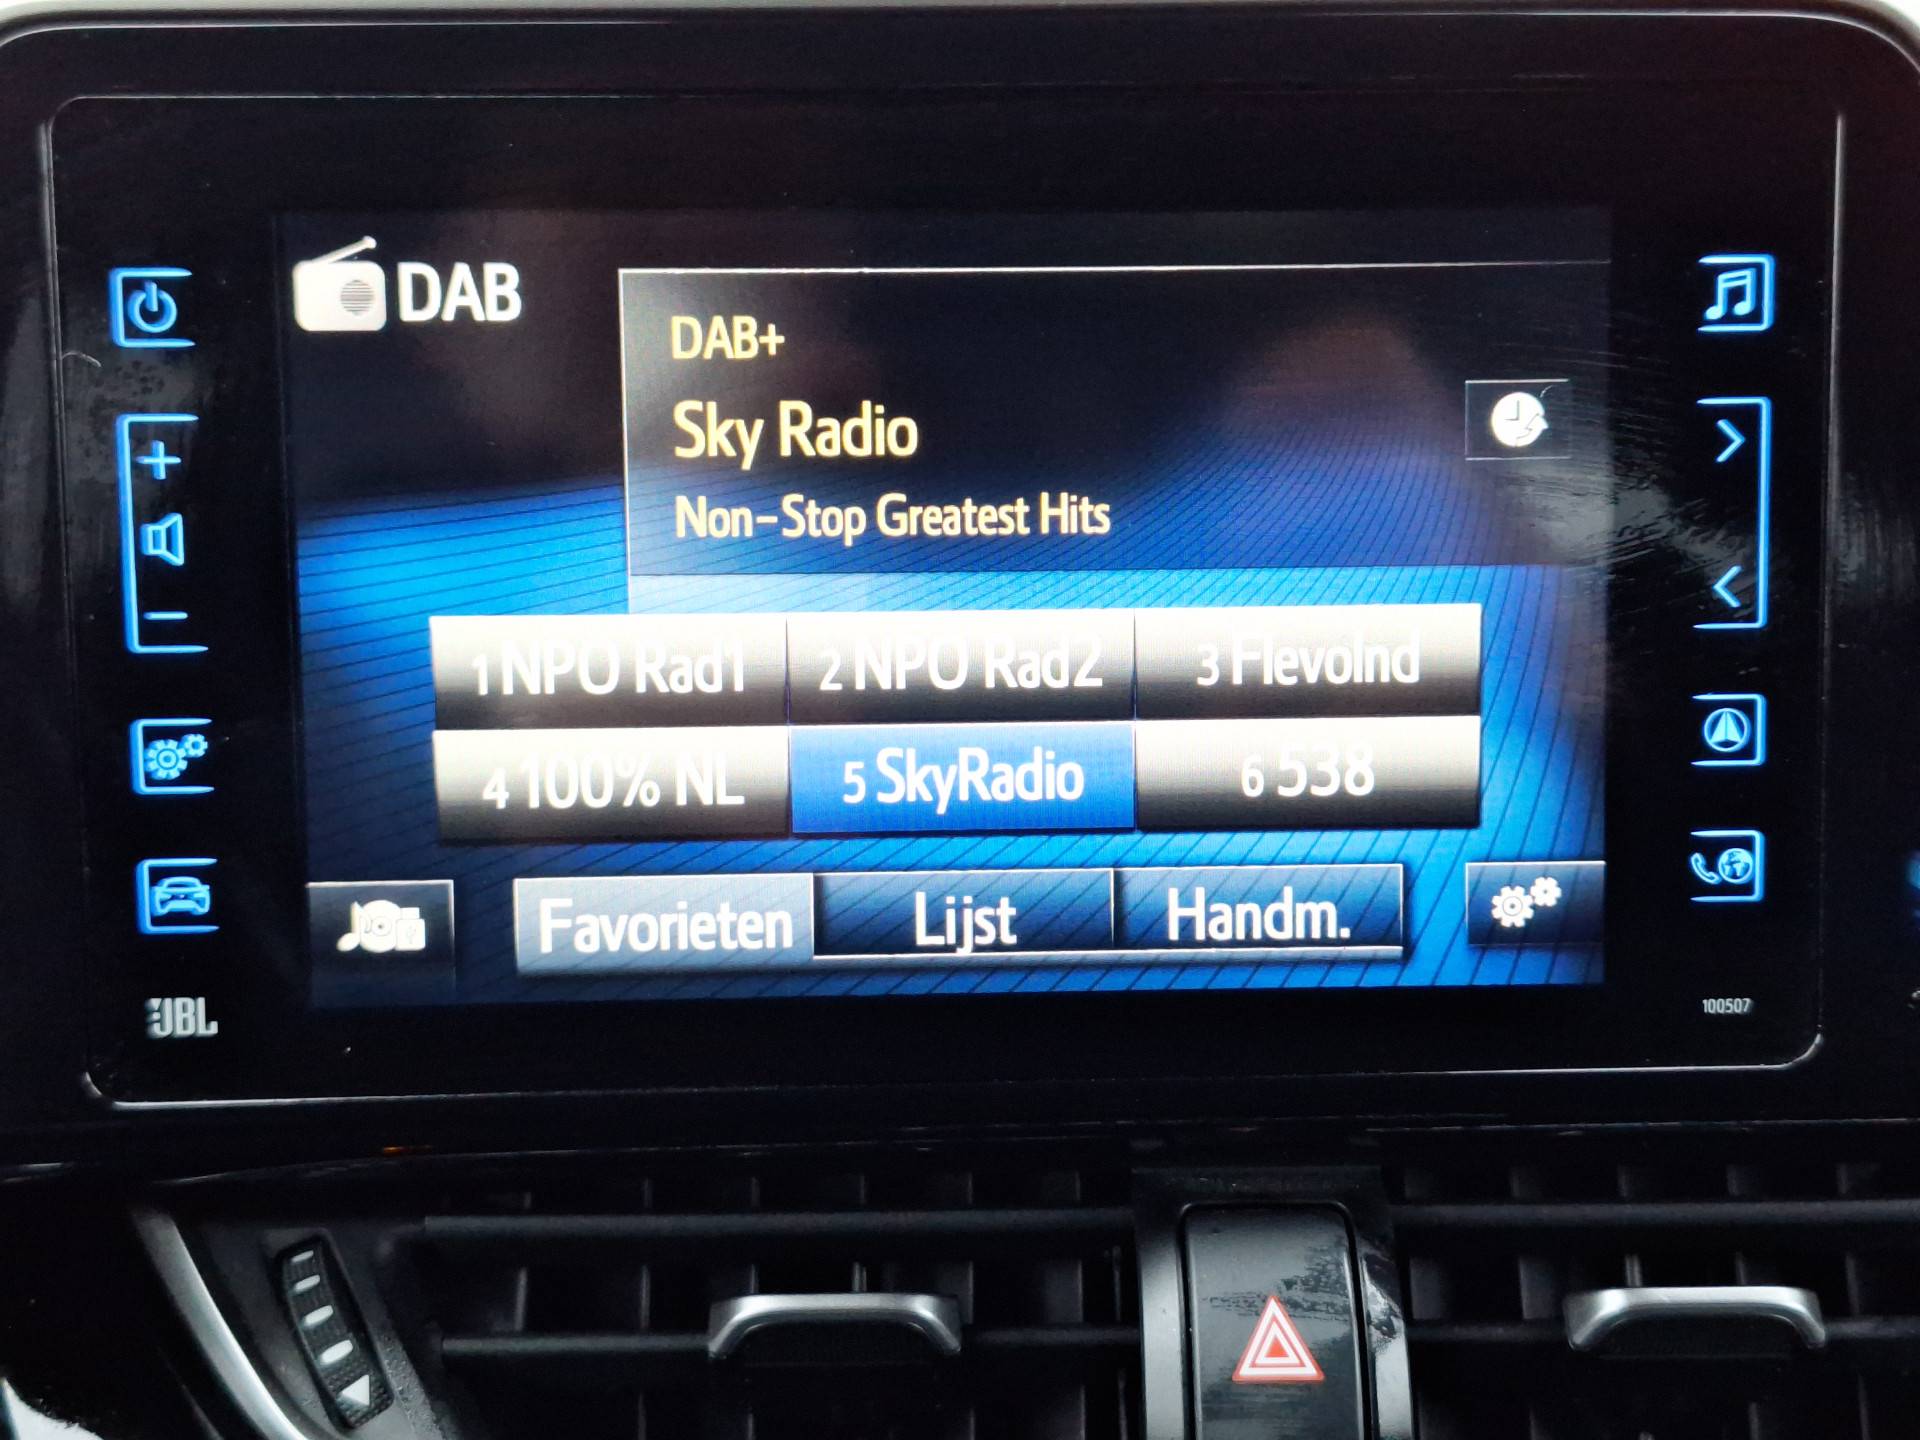 DAB
DAB+
Sky Radio
Non-Stop Greatest Hits
1 NPO Rad1 2 NPO Rad2 3 Flevolnd
4 100% NL 5 SkyRadio 6 538
Favorieten Lijst Handm.
JBL 100507